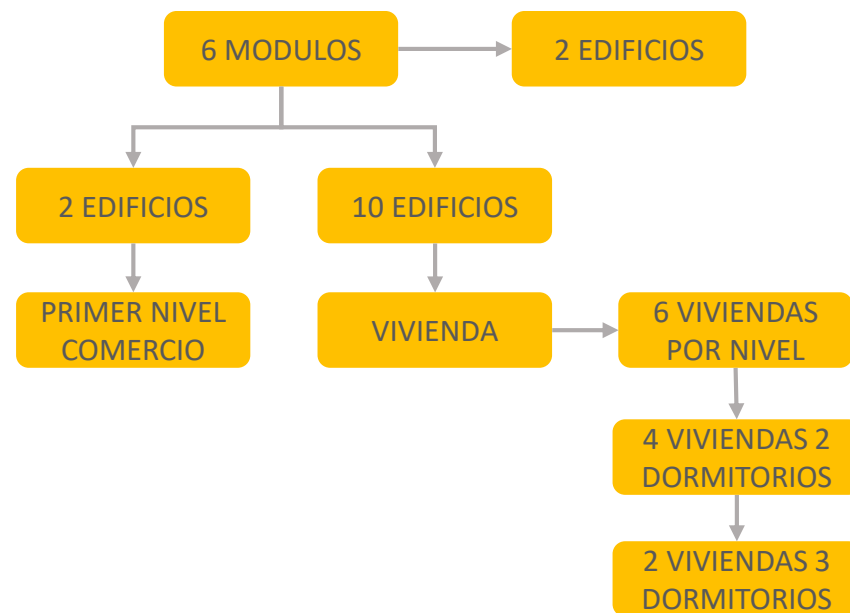 6 MODULOS
2 EDIFICIOS
2 EDIFICIOS
10 EDIFICIOS
PRIMER NIVEL
COMERCIO
VIVIENDA
6 VIVIENDAS
POR NIVEL
4 VIVIENDAS 2
DORMITORIOS
2 VIVIENDAS 3
DORMITORIOS